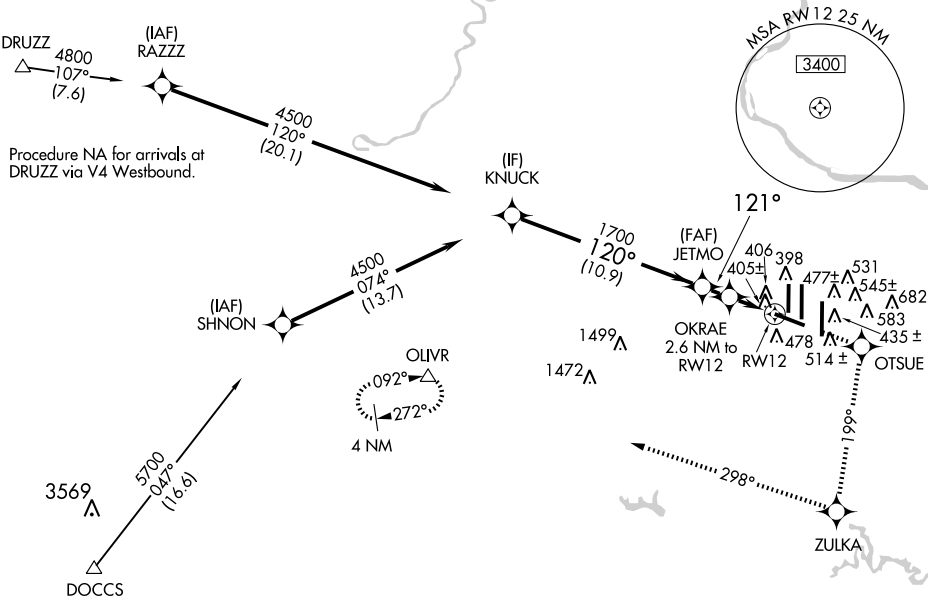 DRUZZ
4800
107°
(7.6)
(IAF)
RAZZZ
4500
120°
(20.1)
Procedure NA for arrivals at
DRUZZ via V4 Westbound.
MSA RW12 25 NM
3400
(IF)
KNUCK
121°
1700
120°
(10.9)
(FAF)
JETMO
406
405±
398
477±
531
545±
682
583
435 ±
4500
074°
(13.7)
(IAF)
SHNON
OKRAE
2.6 NM to
RW12
RW12
478
514 ±
OTSUE
1499
1472
OLIVR
092°
272°
4 NM
199°
298°
ZULKA
5700
047°
(16.6)
3569
DOCCS